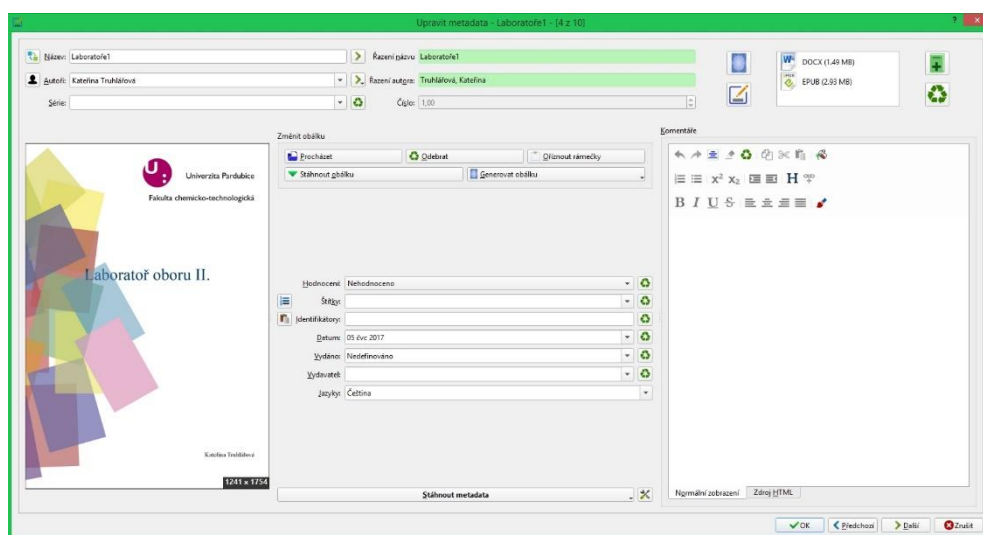 Upravit metadata - Laboratoře1 - [4 z 10]
?
Název: Laboratoře1
Řazení názvu Laboratoře1
Autoři: Kateřina Truhlářová
Řazení autora: Truhlářová, Kateřina
Série:
Číslo: 1,00
DOCX (1.49 MB)
EPUB (2.93 MB)
Změnit obálku
Procházet
Odebrat
Oříznout rámečky
Stáhnout obálku
Generovat obálku
Univerzita Pardubice
Fakulta chemicko-technologická
Laboratoř oboru II.
Kateřina Truhlářová
1241 x 1754
Hodnocení: Nehodnoceno
Štítky:
Identifikátory:
Datum: 05 čvc 2017
Vydáno: Nedefinováno
Vydavatel:
Jazyky: Čeština
Stáhnout metadata
Komentáře
X² X₂ H
B I U S
Normální zobrazení Zdroj HTML
OK Předchozí Další Zrušit